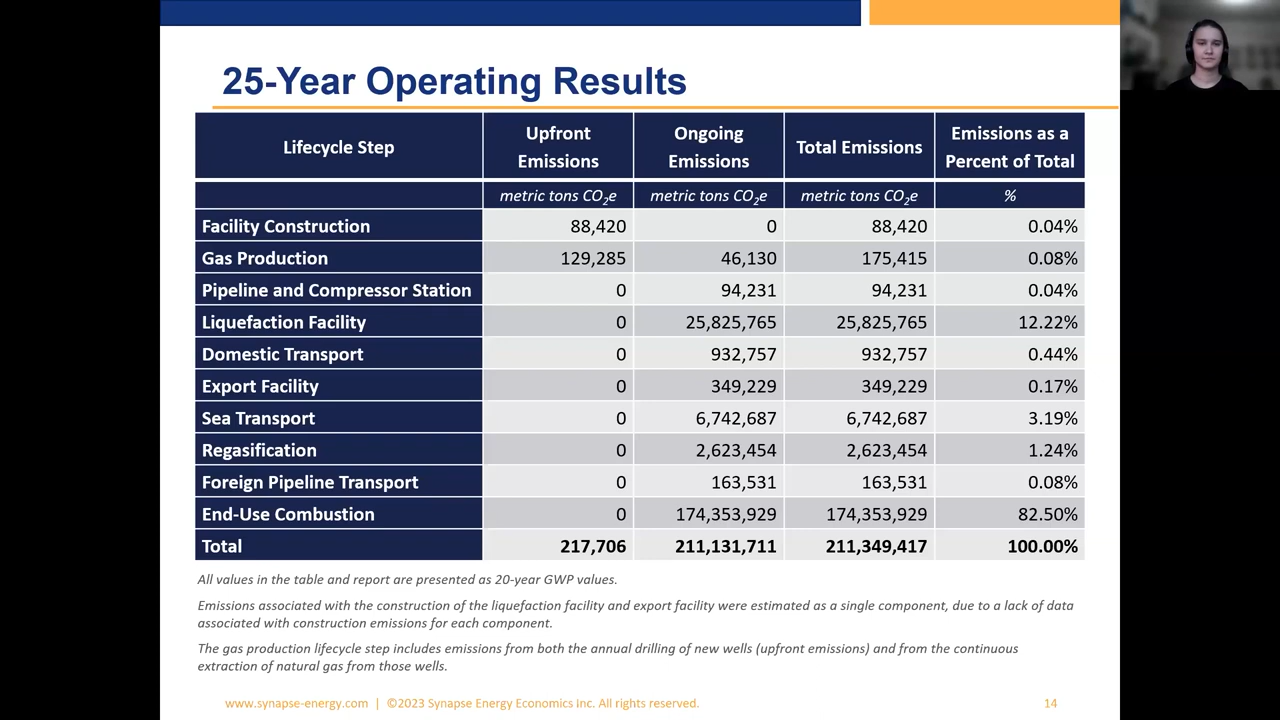 25-Year Operating Results
Lifecycle Step Upfront Emissions Ongoing Emissions Total Emissions Emissions as a Percent of Total
metric tons CO₂e metric tons CO₂e metric tons CO₂e %
Facility Construction 88,420 0 88,420 0.04%
Gas Production 129,285 46,130 175,415 0.08%
Pipeline and Compressor Station 0 94,231 94,231 0.04%
Liquefaction Facility 0 25,825,765 25,825,765 12.22%
Domestic Transport 0 932,757 932,757 0.44%
Export Facility 0 349,229 349,229 0.17%
Sea Transport 0 6,742,687 6,742,687 3.19%
Regasification 0 2,623,454 2,623,454 1.24%
Foreign Pipeline Transport 0 163,531 163,531 0.08%
End-Use Combustion 0 174,353,929 174,353,929 82.50%
Total 217,706 211,131,711 211,349,417 100.00%
All values in the table and report are presented as 20-year GWP values.
Emissions associated with the construction of the liquefaction facility and export facility were estimated as a single component, due to a lack of data
associated with construction emissions for each component.
The gas production lifecycle step includes emissions from both the annual drilling of new wells (upfront emissions) and from the continuous
extraction of natural gas from those wells.
www.synapse-energy.com | ©2023 Synapse Energy Economics Inc. All rights reserved. 14